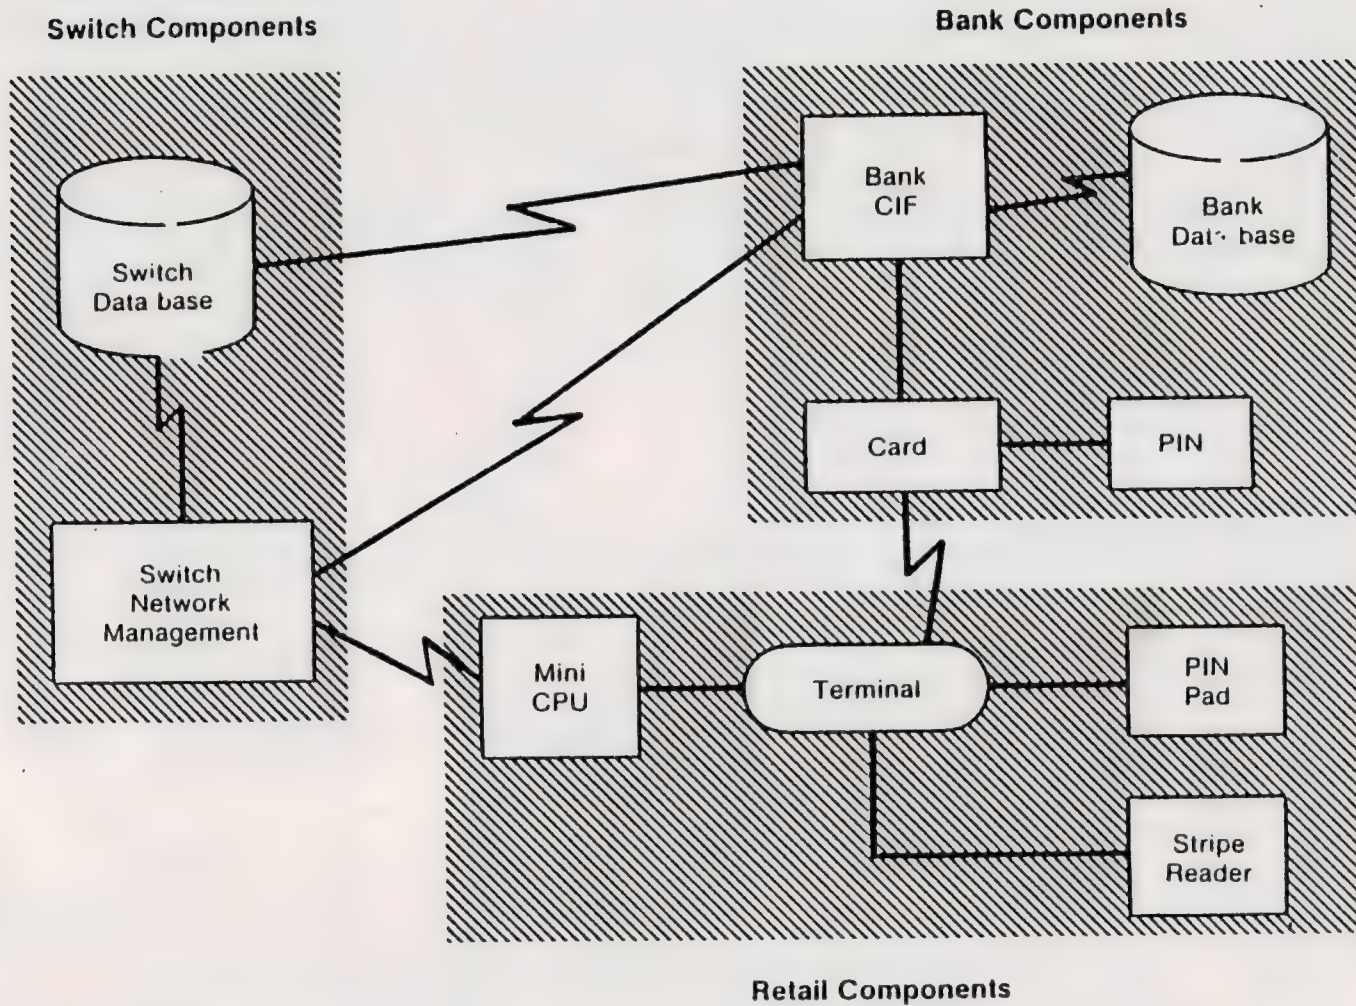 Switch Components
Bank Components
Switch
Data base
Bank
CIF
Bank
Data base
Card
PIN
Switch
Network
Management
Mini
CPU
Terminal
PIN
Pad
Stripe
Reader
Retail Components